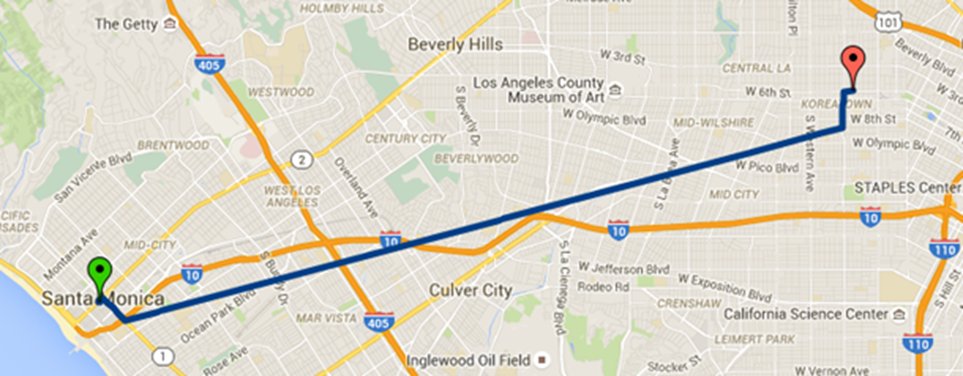 HOLMBY HILLS
Melrose Ave
The Getty
101
Beverly Hills
W 3rd St
Beverly Blvd
405
CENTRAL LA
WESTWOOD
Los Angeles County
Museum of Art
W 6th St
KOREATOWN
W 3rd
S Beverly Dr
W Olympic Blvd
MID-WILSHIRE
W 8th St
7th
CENTURY CITY
BRENTWOOD
W Olympic Blvd
2
BEVERLYWOOD
San Vicente Blvd
Overland Ave
W Pico Blvd
S Western Ave
S La Brea Ave
STAPLES Center
WEST LOS
ANGELES
MID CITY
PACIFIC
PALISADES
10
Montana Ave
MID-CITY
10
10
110
S Bundy Dr
10
W Jefferson Blvd
Santa Monica
Culver City
S La Cienega Blvd
Rodeo Rd
W Exposition Blvd
S Hill St
Ocean Park Blvd
CRENSHAW
California Science Center
MAR VISTA
405
LEIMERT PARK
110
1
Rose Ave
Inglewood Oil Field
Stocker St
W Vernon Ave